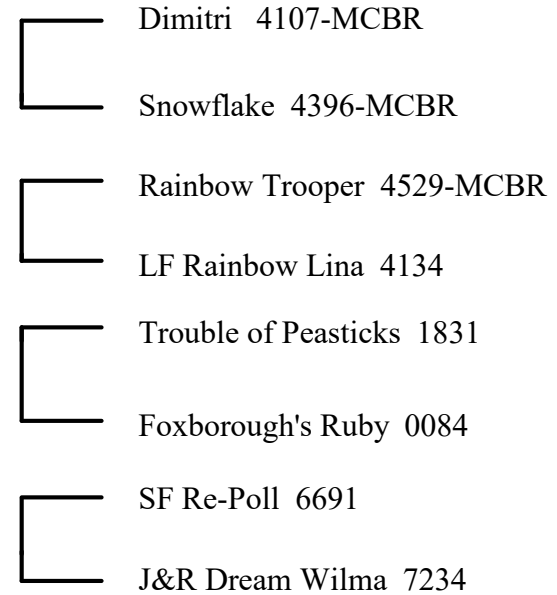 Dimitri 4107-MCBR
Snowflake 4396-MCBR
Rainbow Trooper 4529-MCBR
LF Rainbow Lina 4134
Trouble of Peasticks 1831
Foxborough's Ruby 0084
SF Re-Poll 6691
J&R Dream Wilma 7234